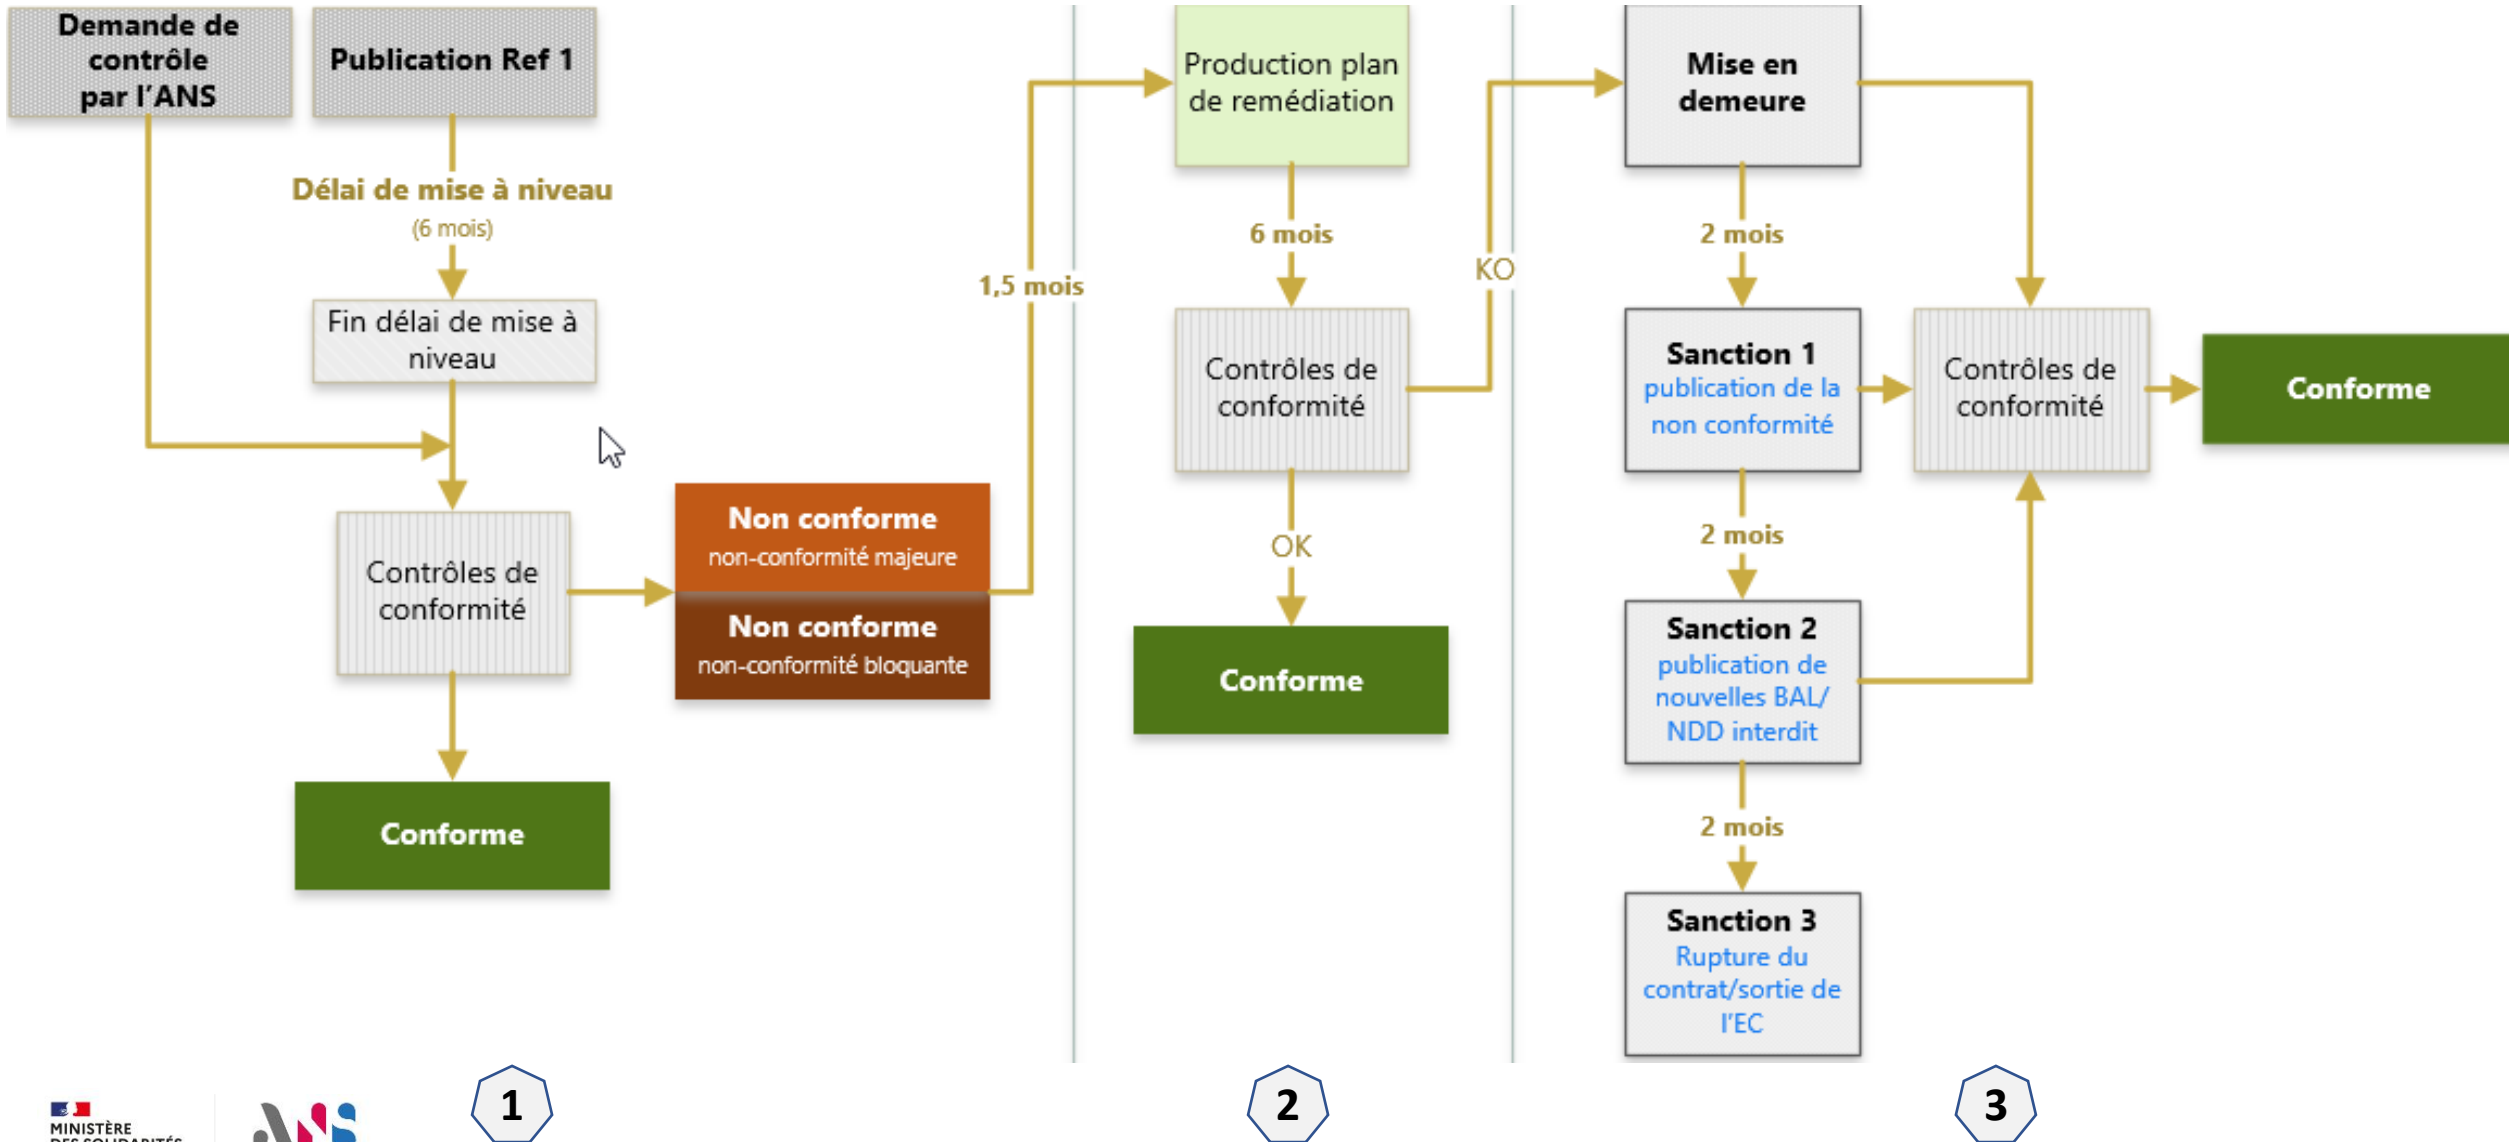 Demande de
contrôle
par l'ANS
Publication Ref 1
Délai de mise à niveau
(6 mois)
Fin délai de mise à
niveau
Contrôles de
conformité
Conforme
Non conforme
non-conformité majeure
Non conforme
non-conformité bloquante
1,5 mois
Production plan
de remédiation
6 mois
Contrôles de
conformité
OK
Conforme
KO
Mise en
demeure
2 mois
Sanction 1
publication de la
non conformité
2 mois
Sanction 2
publication de
nouvelles BAL/
NDD interdit
2 mois
Sanction 3
Rupture du
contrat/sortie de
l'EC
Contrôles de
conformité
Conforme
1
2
3
MINISTÈRE
DES SOLIDARITÉS
ANS